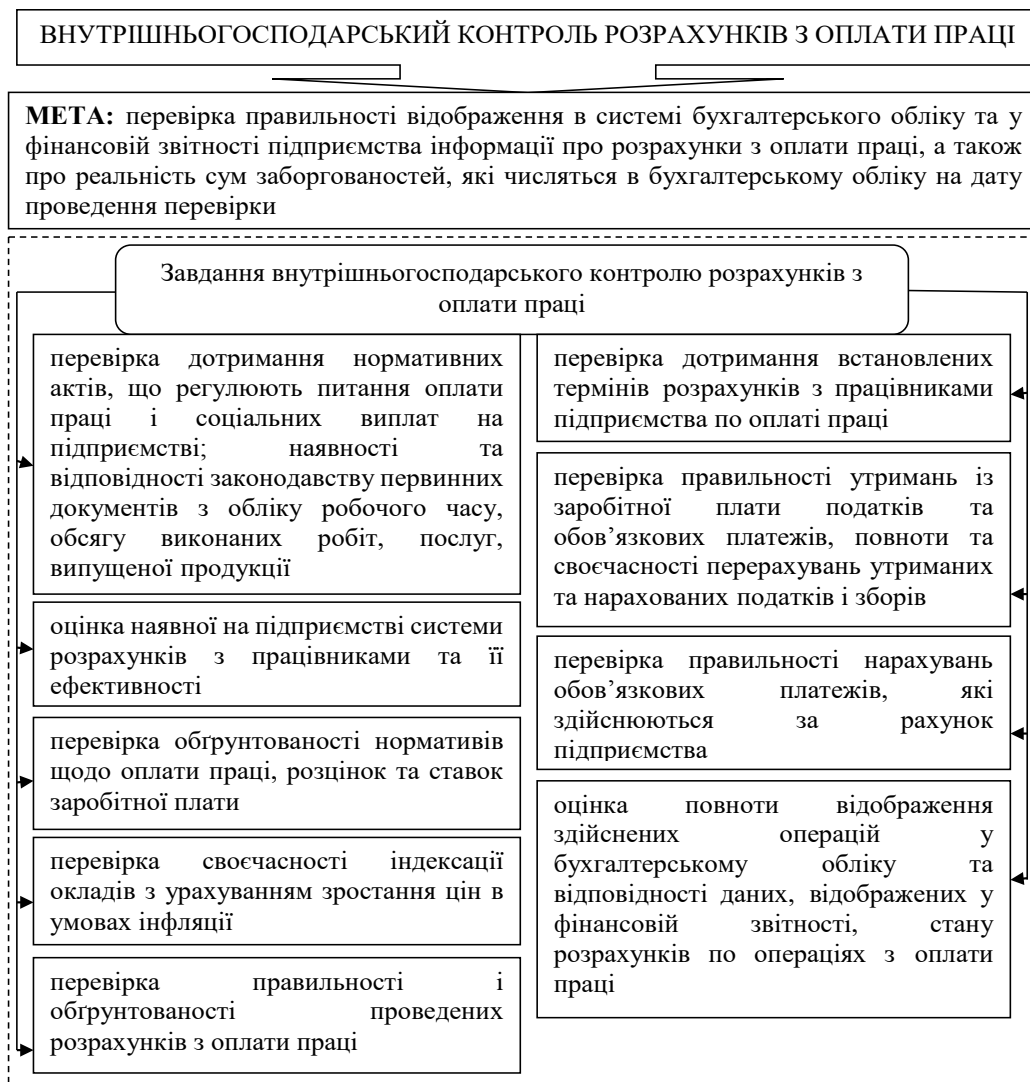 ВНУТРІШНЬОГОСПОДАРСЬКИЙ КОНТРОЛЬ РОЗРАХУНКІВ З ОПЛАТИ ПРАЦІ
МЕТА: перевірка правильності відображення в системі бухгалтерського обліку та у
фінансовій звітності підприємства інформації про розрахунки з оплати праці, а також
про реальність сум заборгованостей, які числяться в бухгалтерському обліку на дату
проведення перевірки
Завдання внутрішньогосподарського контролю розрахунків з
оплати праці
перевірка дотримання нормативних
актів, що регулюють питання оплати
праці і соціальних виплат на
підприємстві; наявності та
відповідності законодавству первинних
документів з обліку робочого часу,
обсягу виконаних робіт, послуг,
випущеної продукції
оцінка наявної на підприємстві системи
розрахунків з працівниками та її
ефективності
перевірка обґрунтованості нормативів
щодо оплати праці, розцінок та ставок
заробітної плати
перевірка своєчасності індексації
окладів з урахуванням зростання цін в
умовах інфляції
перевірка правильності і
обґрунтованості проведених
розрахунків з оплати праці
перевірка дотримання встановлених
термінів розрахунків з працівниками
підприємства по оплаті праці
перевірка правильності утримань із
заробітної плати податків та
обов’язкових платежів, повноти та
своєчасності перерахувань утриманих
та нарахованих податків і зборів
перевірка правильності нарахувань
обов’язкових платежів, які
здійснюються за рахунок
підприємства
оцінка повноти відображення
здійснених операцій у
бухгалтерському обліку та
відповідності даних, відображених у
фінансовій звітності, стану
розрахунків по операціях з оплати
праці